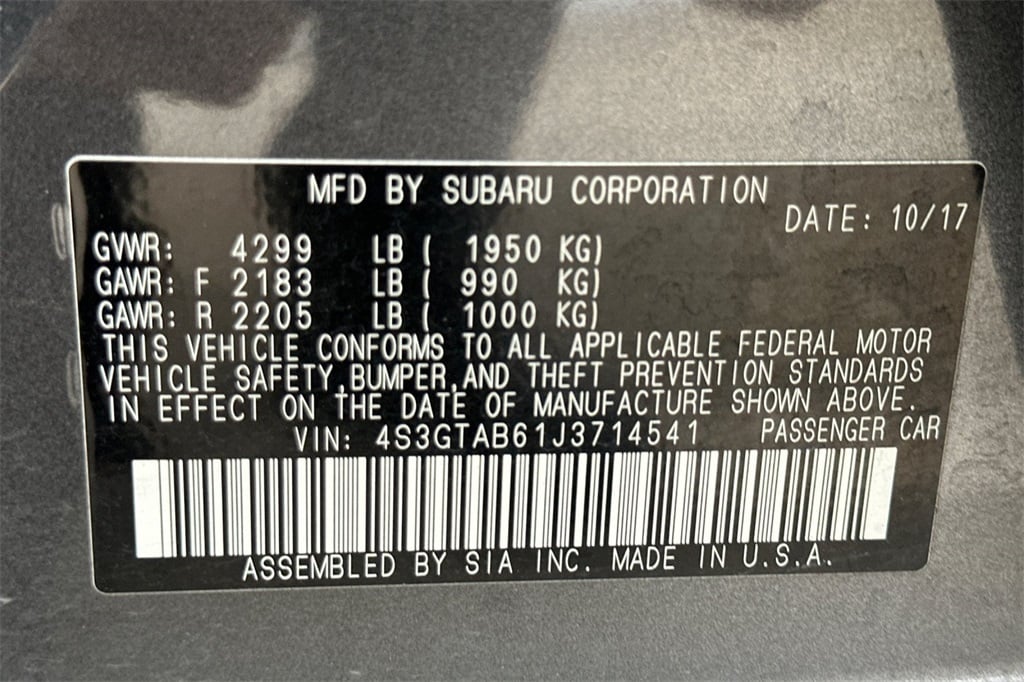 MFD BY SUBARU CORPORATION
DATE: 10/17
GVWR: 4299 LB ( 1950 KG)
GAWR: F 2183 LB ( 990 KG)
GAWR: R 2205 LB ( 1000 KG)
THIS VEHICLE CONFORMS TO ALL APPLICABLE FEDERAL MOTOR
VEHICLE SAFETY,BUMPER,AND THEFT PREVENTION STANDARDS
IN EFFECT ON THE DATE OF MANUFACTURE SHOWN ABOVE.
VIN: 4S3GTAB61J3714541 PASSENGER CAR
ASSEMBLED BY SIA INC. MADE IN U.S.A.